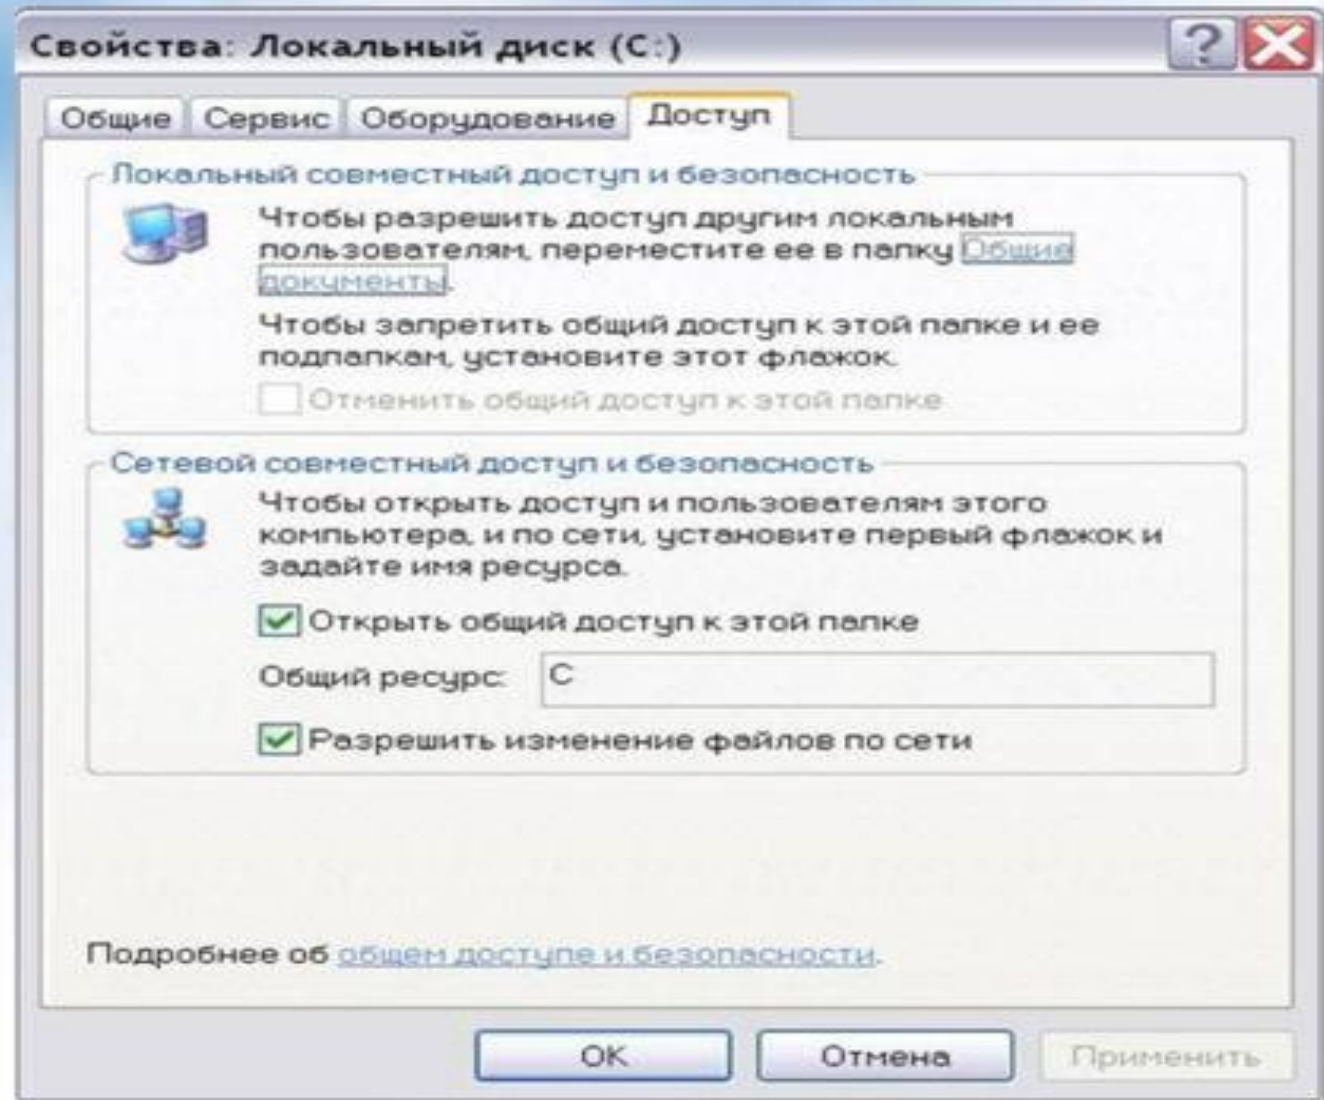 Свойства: Локальный диск (C:)
Общие Сервис Оборудование Доступ
Локальный совместный доступ и безопасность
Чтобы разрешить доступ другим локальным
пользователям, переместите ее в папку Общие
документы.
Чтобы запретить общий доступ к этой папке и ее
подпапкам, установите этот флажок.
Отменить общий доступ к этой папке
Сетевой совместный доступ и безопасность
Чтобы открыть доступ и пользователям этого
компьютера, и по сети, установите первый флажок и
задайте имя ресурса.
Открыть общий доступ к этой папке
Общий ресурс: C
Разрешить изменение файлов по сети
Подробнее об общем доступе и безопасности.
ОК Отмена Применить